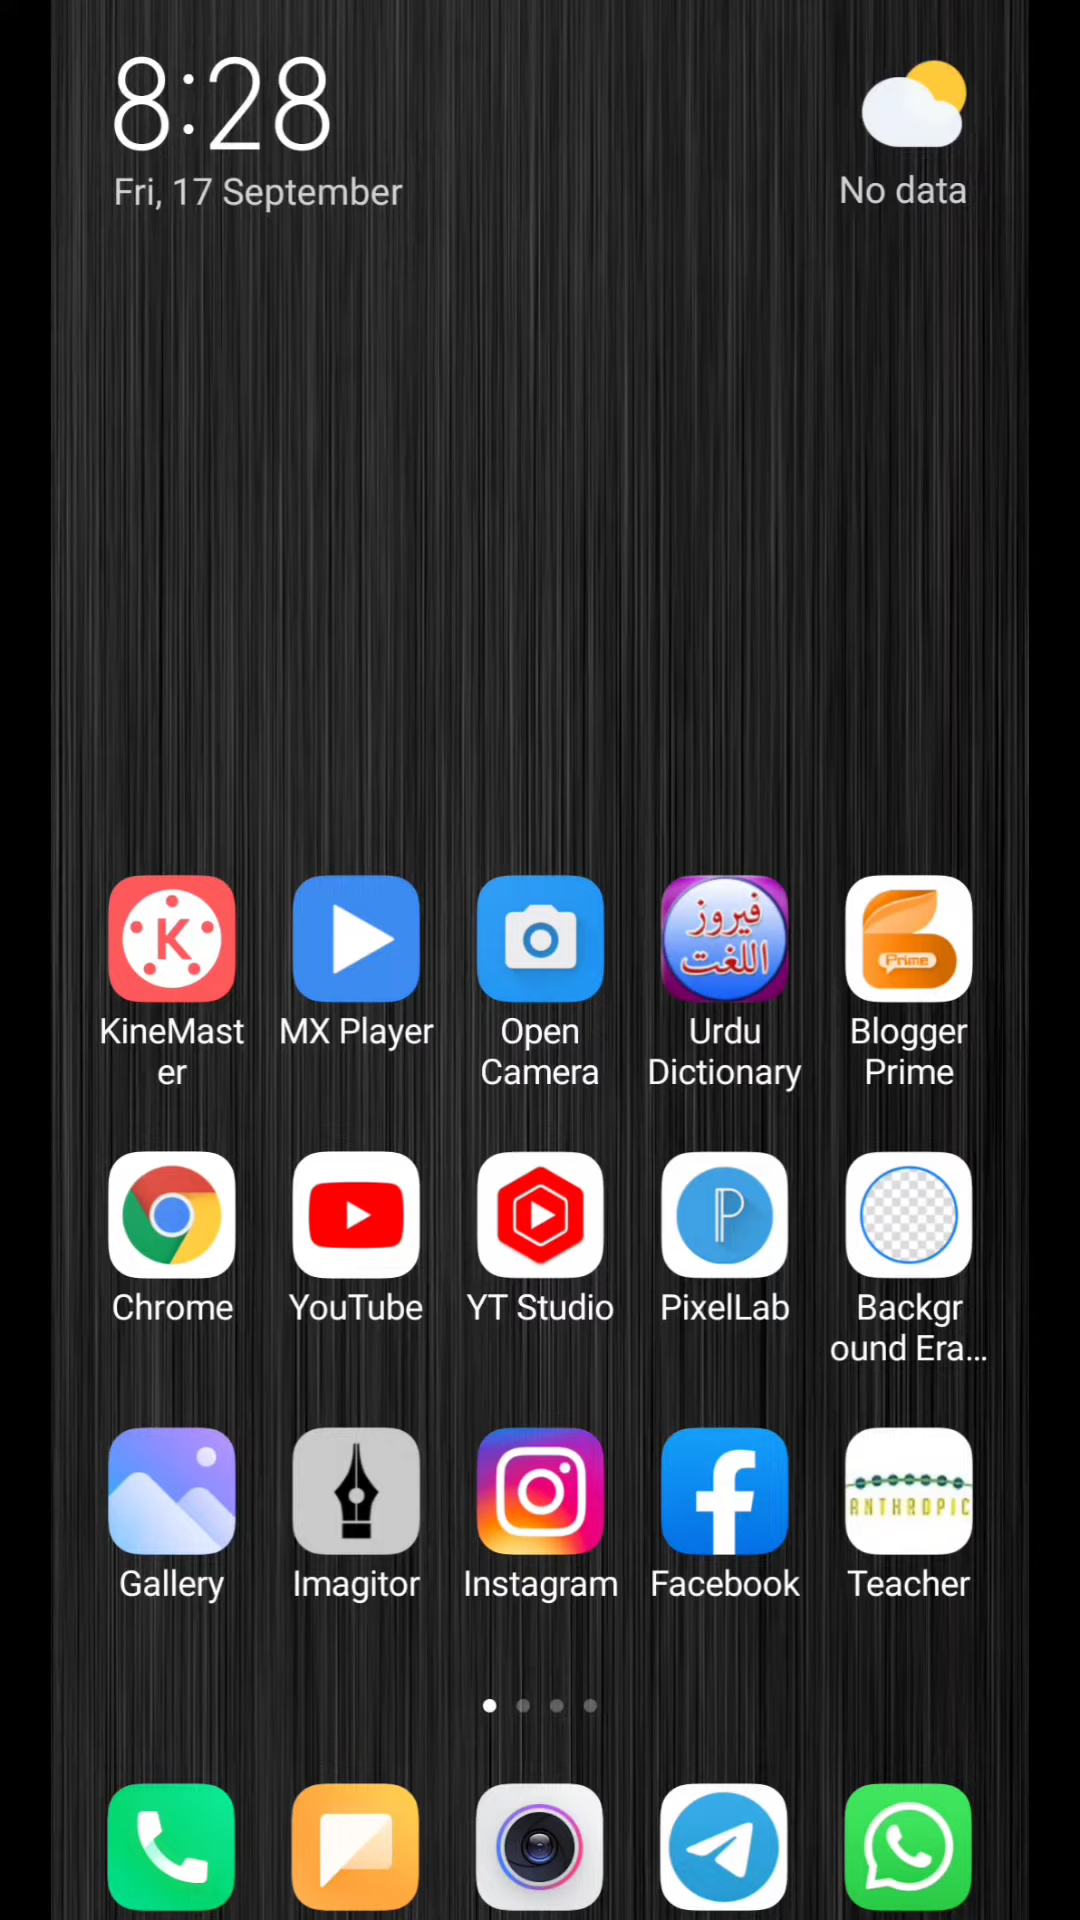 8:28
Fri, 17 September
No data
K
فیروز
اللغت
Prime
KineMast
er
MX Player
Open
Camera
Urdu
Dictionary
Blogger
Prime
P
Chrome
YouTube
YT Studio
PixelLab
Backgr
ound Era...
ANTHROPIC
Gallery
Imagitor
Instagram
Facebook
Teacher